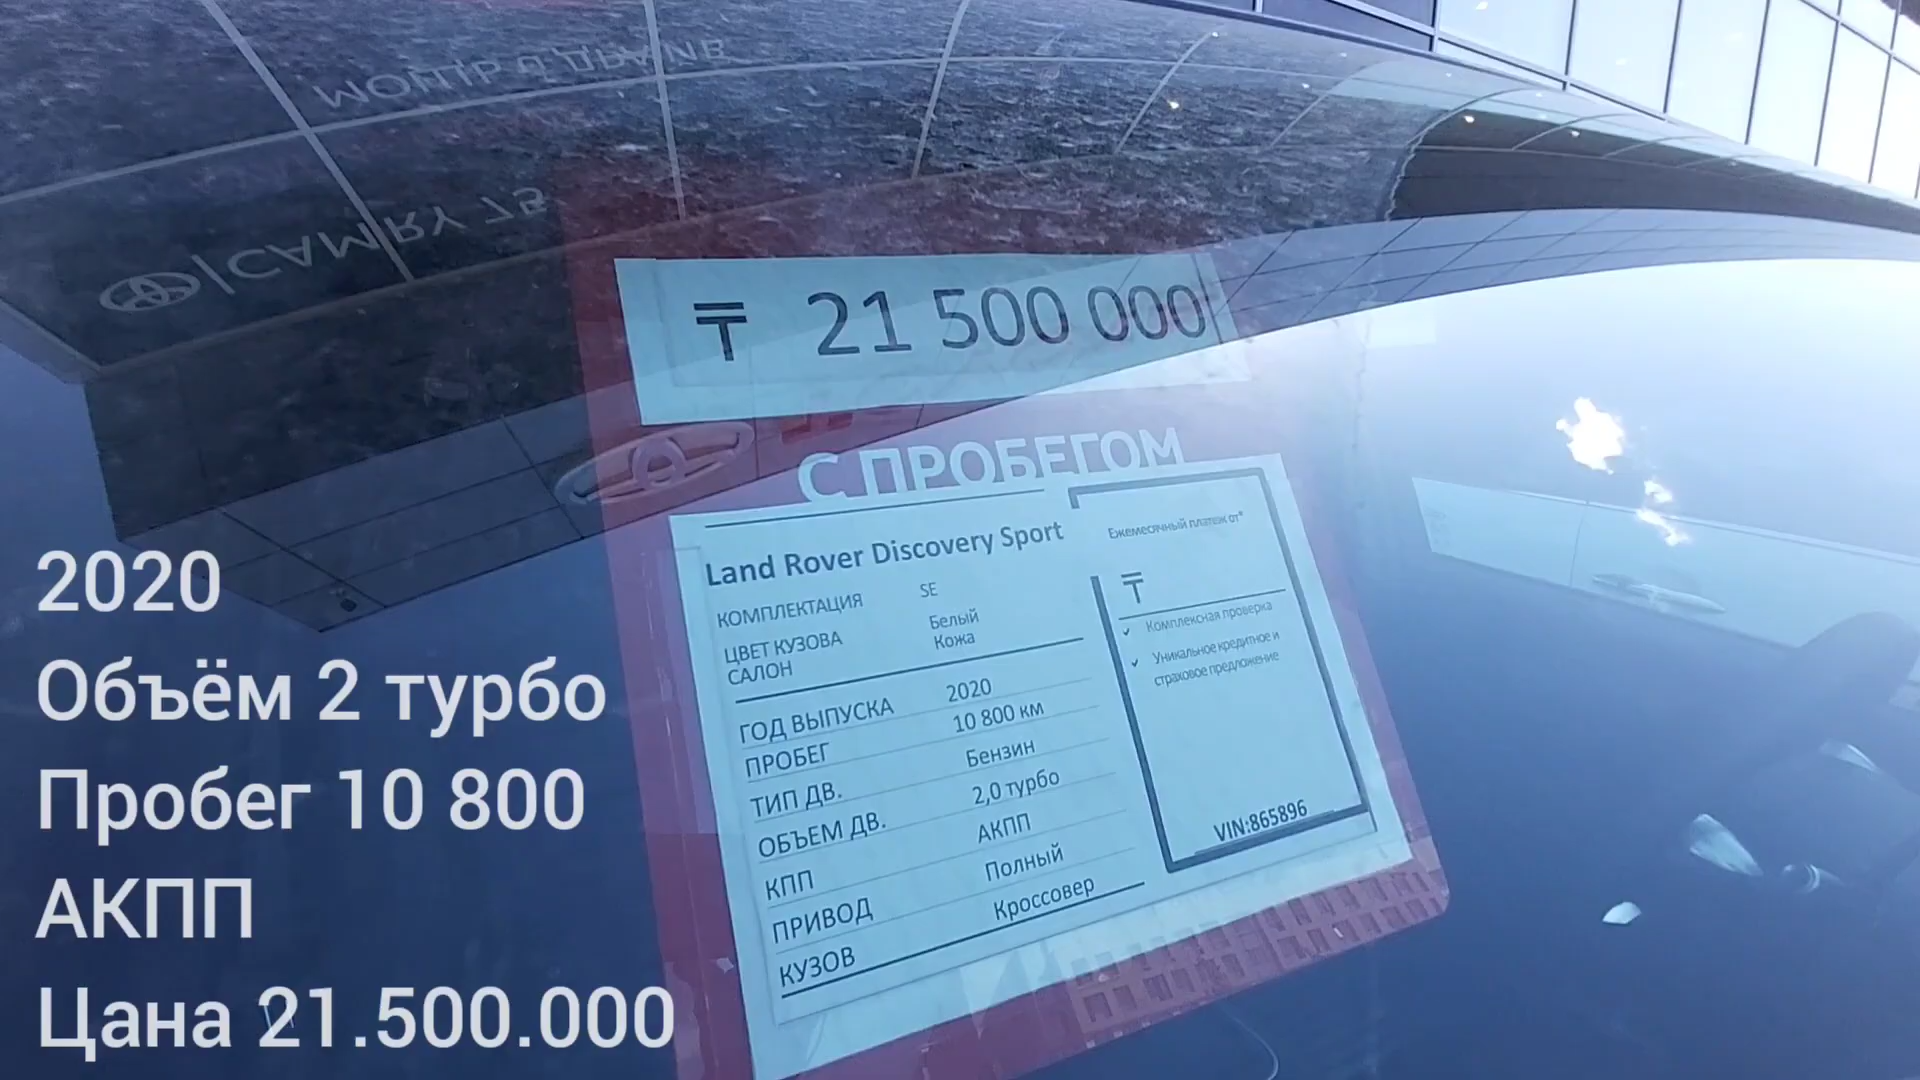 МОЩЬ И ДРАЙВ
CAMRY 75
₸ 21 500 000
С ПРОБЕГОМ
Land Rover Discovery Sport
КОМПЛЕКТАЦИЯ SE
ЦВЕТ КУЗОВА Белый
САЛОН Кожа
ГОД ВЫПУСКА 2020
ПРОБЕГ 10 800 км
ТИП ДВ. Бензин
ОБЪЕМ ДВ. 2,0 турбо
КПП АКПП
ПРИВОД Полный
КУЗОВ Кроссовер
Ежемесячный платеж от*
₸
Комплексная проверка
Уникальное кредитное и
страховое предложение
VIN:865896
2020
Объём 2 турбо
Пробег 10 800
АКПП
Цана 21.500.000